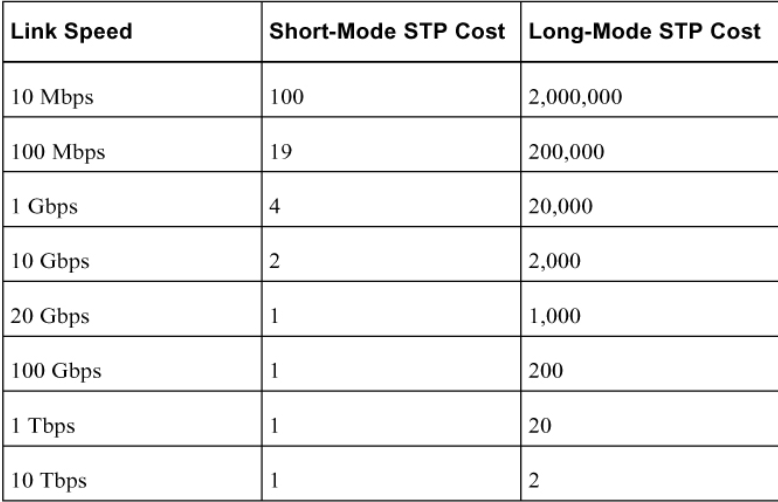 Link Speed Short-Mode STP Cost Long-Mode STP Cost
10 Mbps 100 2,000,000
100 Mbps 19 200,000
1 Gbps 4 20,000
10 Gbps 2 2,000
20 Gbps 1 1,000
100 Gbps 1 200
1 Tbps 1 20
10 Tbps 1 2